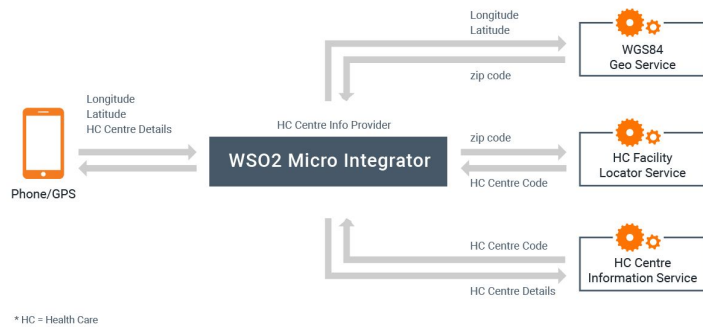 Longitude
Latitude
WGS84
Geo Service
zip code
Longitude
Latitude
HC Centre Details
Phone/GPS
HC Centre Info Provider
WSO2 Micro Integrator
zip code
HC Centre Code
HC Facility
Locator Service
HC Centre Code
HC Centre Details
HC Centre
Information Service
* HC = Health Care